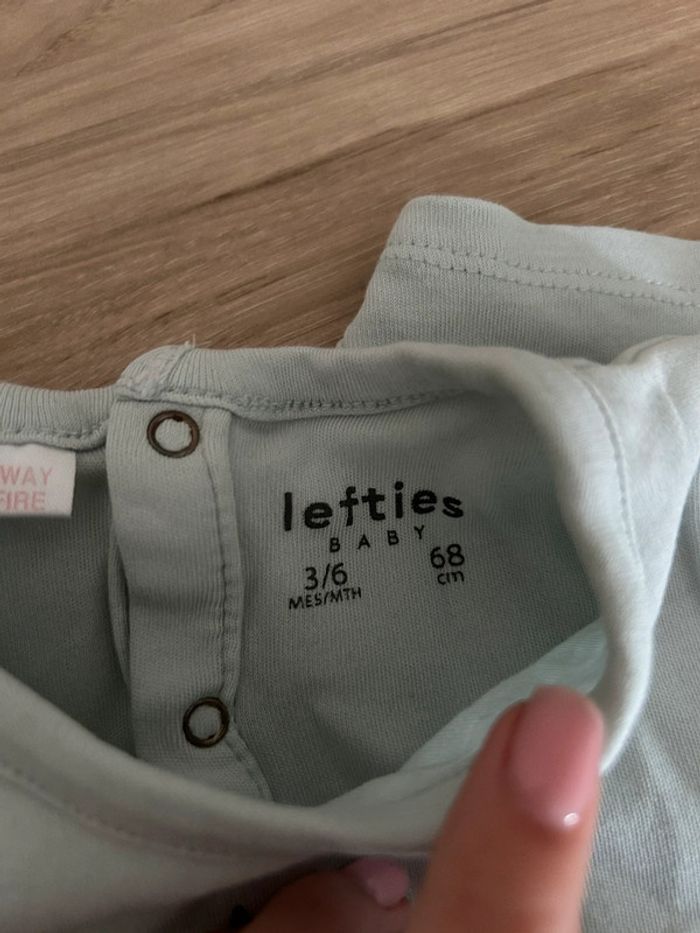 WAY
FIRE
lefties
BABY
3/6 68
MES/MTH cm